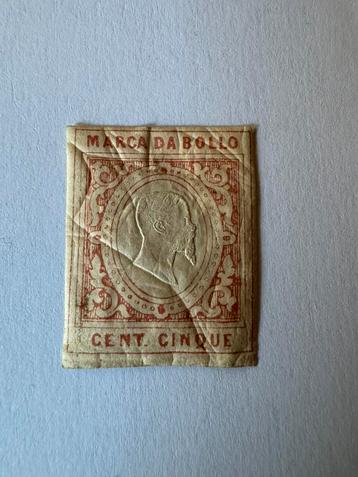 MARCA DA BOLLO
CENT. CINQUE